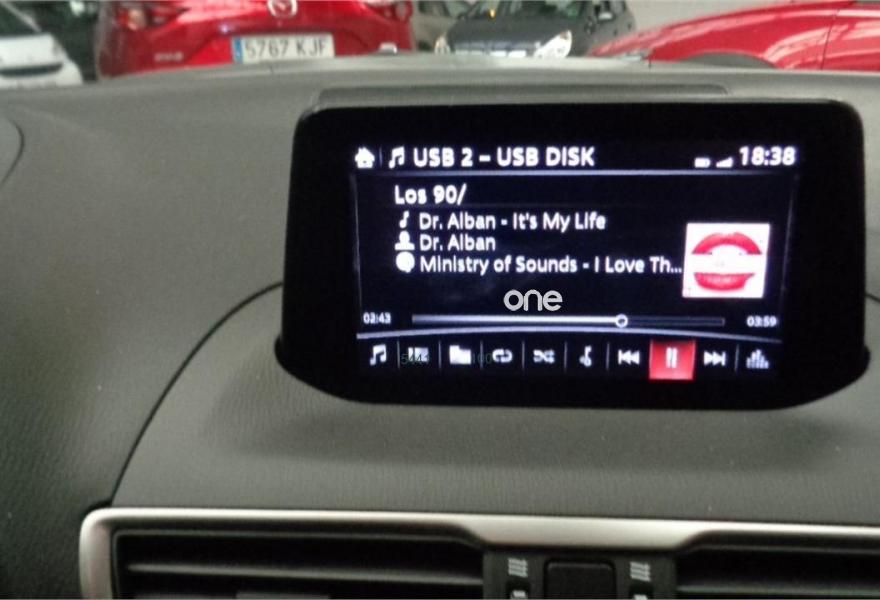 5767 KJF
USB 2 - USB DISK
18:38
Los 90/
Dr. Alban - It's My Life
Dr. Alban
Ministry of Sounds - I Love Th...
one
02:43
03:59